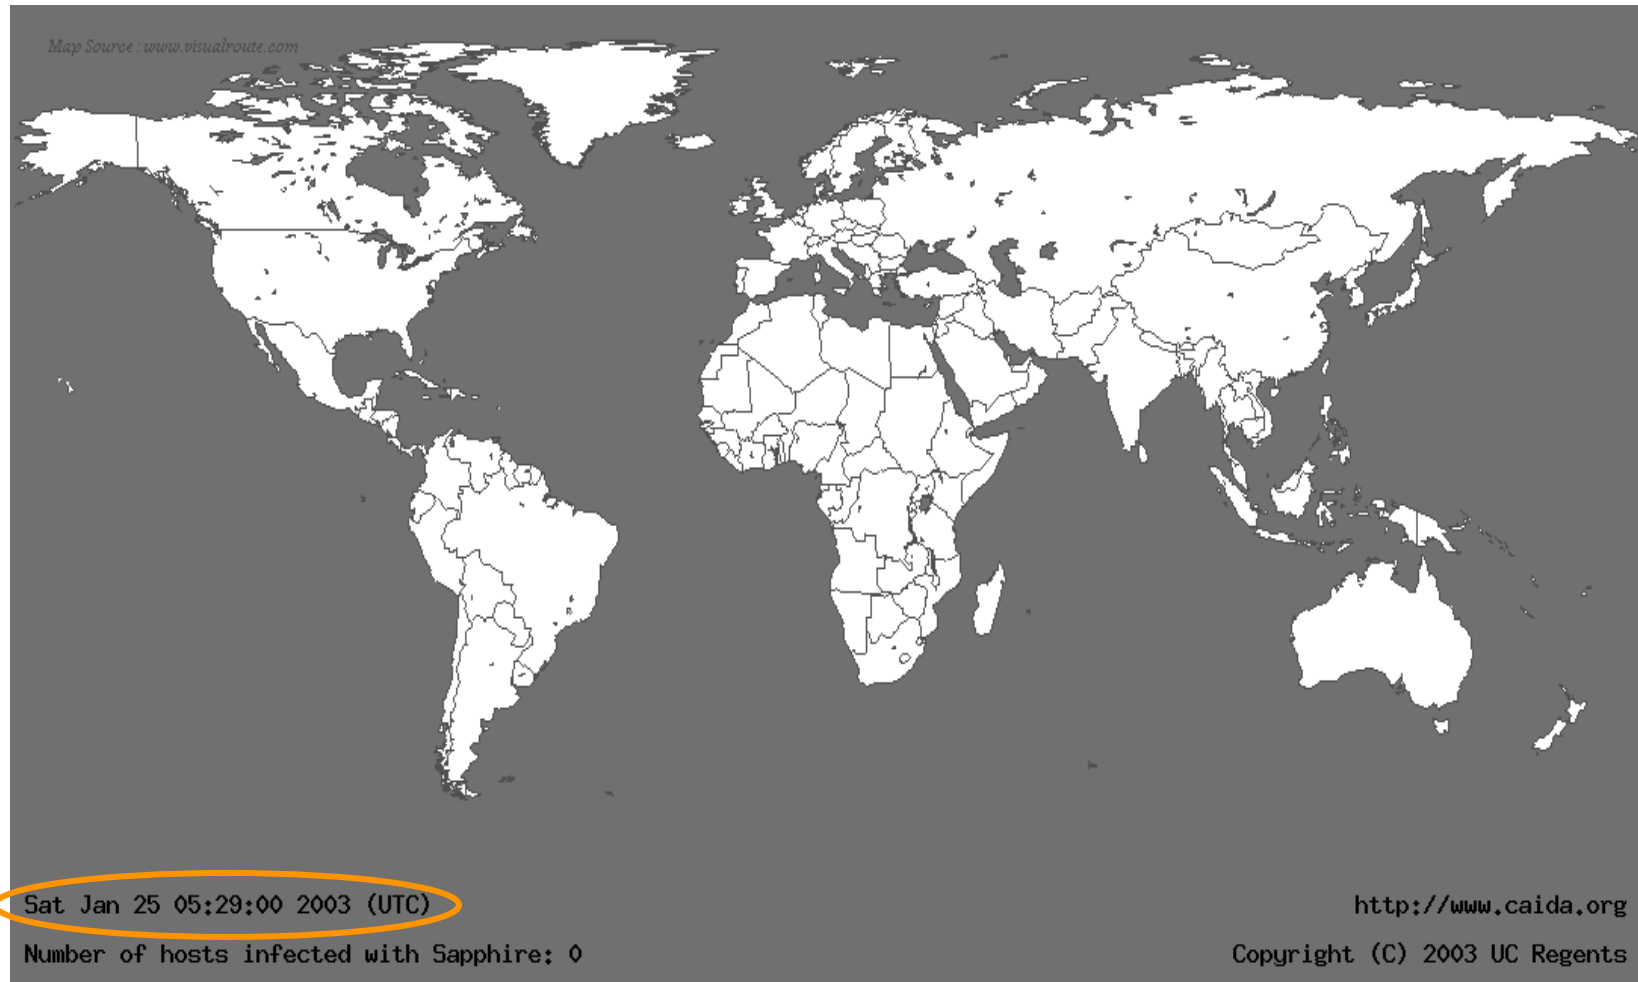 Map Source : www.visualroute.com
Sat Jan 25 05:29:00 2003 (UTC)
http://www.caida.org
Number of hosts infected with Sapphire: 0
Copyright (C) 2003 UC Regents